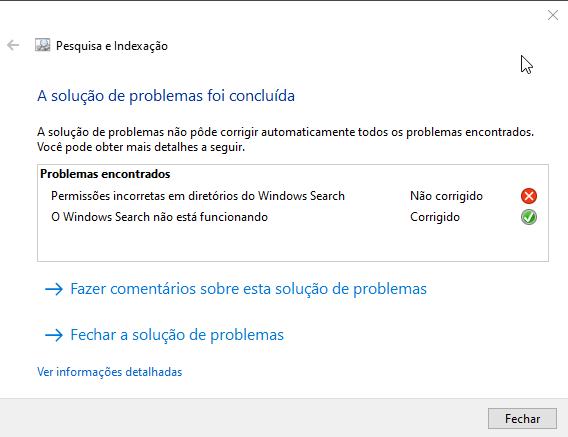 Pesquisa e Indexação
A solução de problemas foi concluída
A solução de problemas não pôde corrigir automaticamente todos os problemas encontrados.
Você pode obter mais detalhes a seguir.
Problemas encontrados
Permissões incorretas em diretórios do Windows Search Não corrigido
O Windows Search não está funcionando Corrigido
Fazer comentários sobre esta solução de problemas
Fechar a solução de problemas
Ver informações detalhadas
Fechar